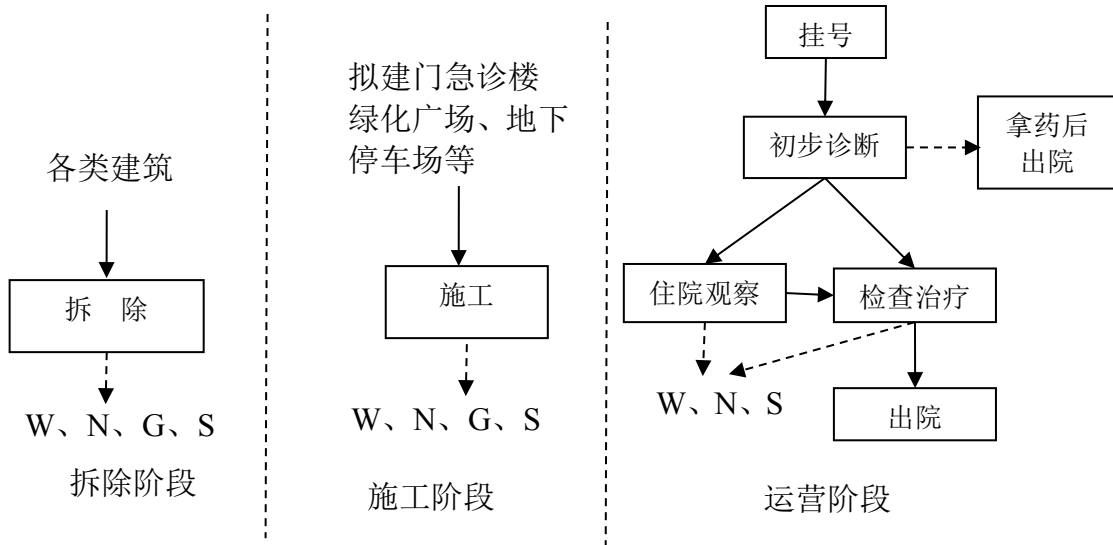 各类建筑
拆 除
W、N、G、S
拆除阶段
拟建门急诊楼
绿化广场、地下
停车场等
施工
W、N、G、S
施工阶段
挂号
初步诊断
拿药后
出院
住院观察
检查治疗
W、N、S
出院
运营阶段